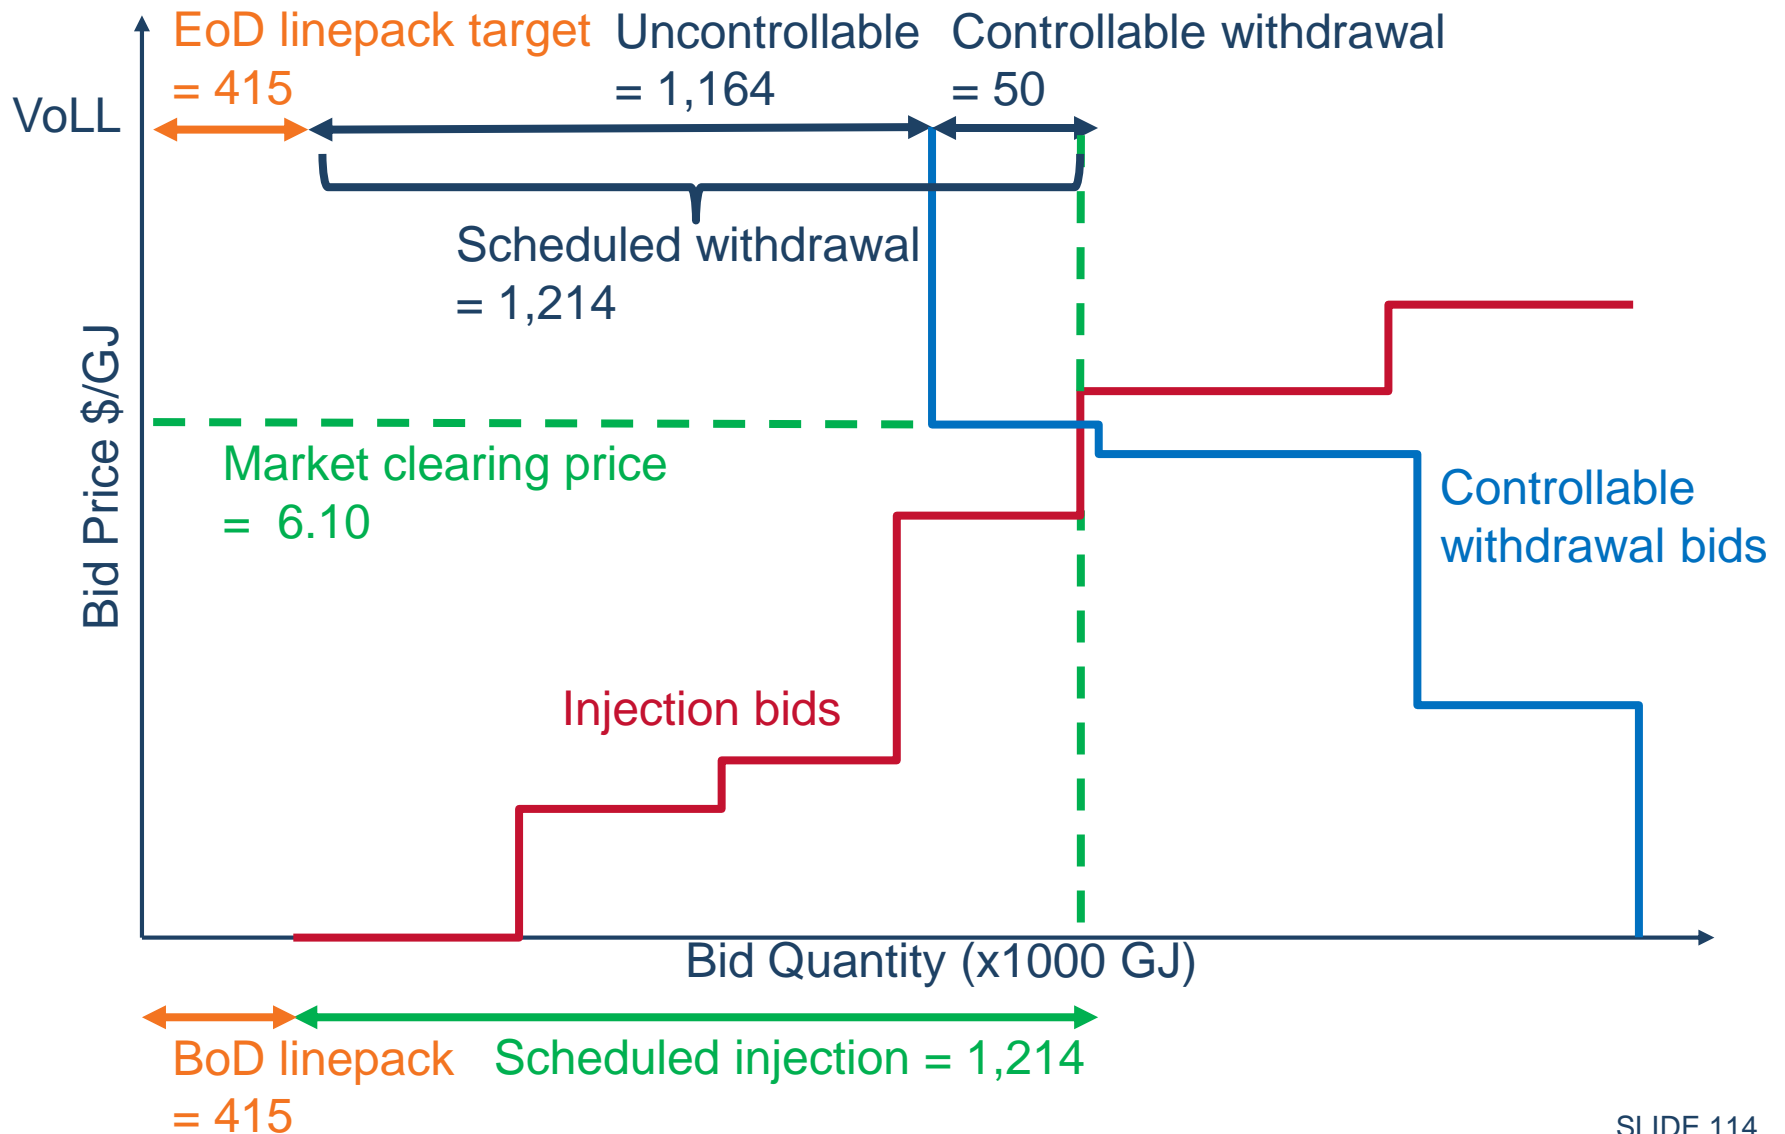 EoD linepack target
= 415
Uncontrollable
= 1,164
Controllable withdrawal
= 50
VoLL
Scheduled withdrawal
= 1,214
Bid Price $/GJ
Market clearing price
= 6.10
Controllable
withdrawal bids
Injection bids
Bid Quantity (x1000 GJ)
BoD linepack
= 415
Scheduled injection = 1,214
SLIDE 114